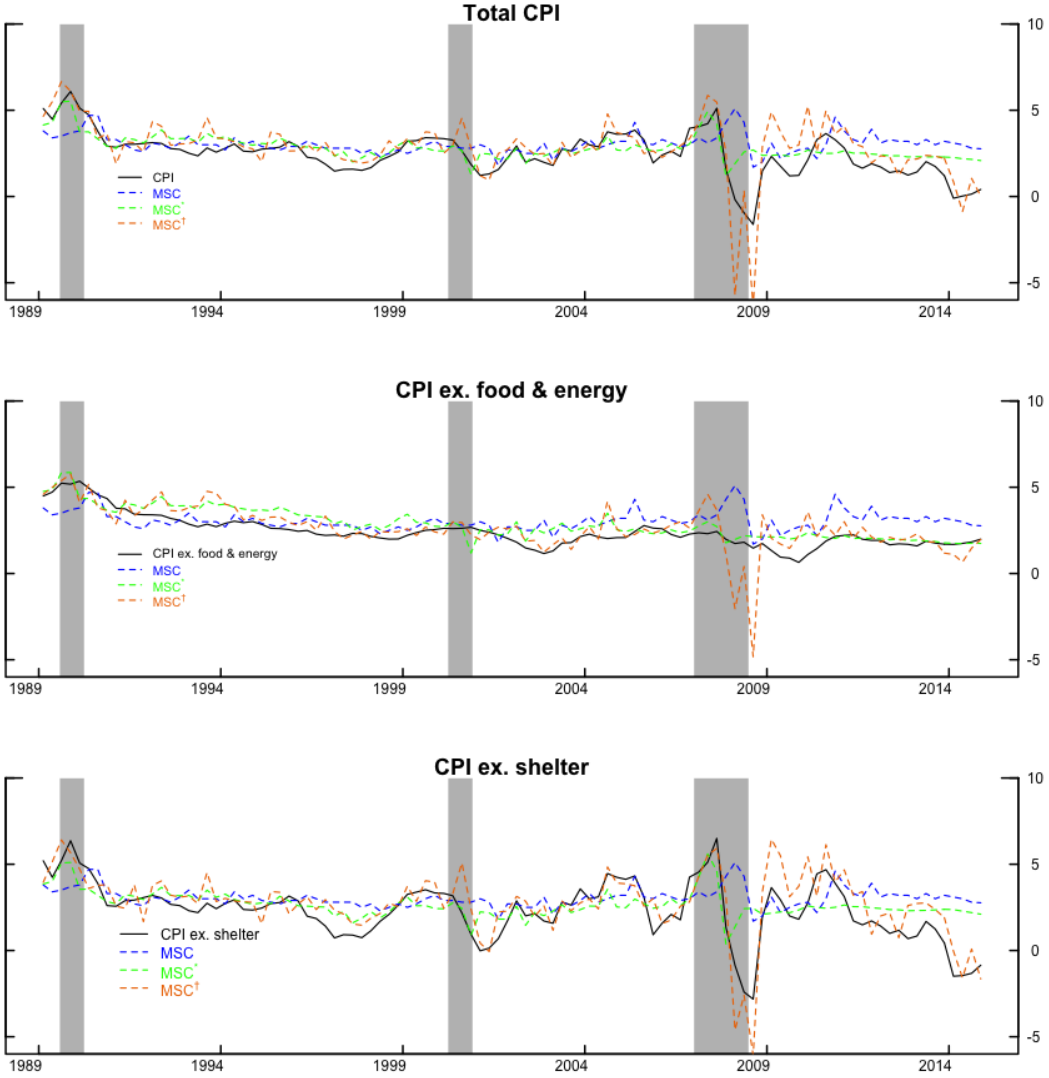 Total CPI
10
5
0
-5
CPI
MSC
MSC*
MSC†
1989 1994 1999 2004 2009 2014
CPI ex. food & energy
10
5
0
-5
CPI ex. food & energy
MSC
MSC*
MSC†
1989 1994 1999 2004 2009 2014
CPI ex. shelter
10
5
0
-5
CPI ex. shelter
MSC
MSC*
MSC†
1989 1994 1999 2004 2009 2014